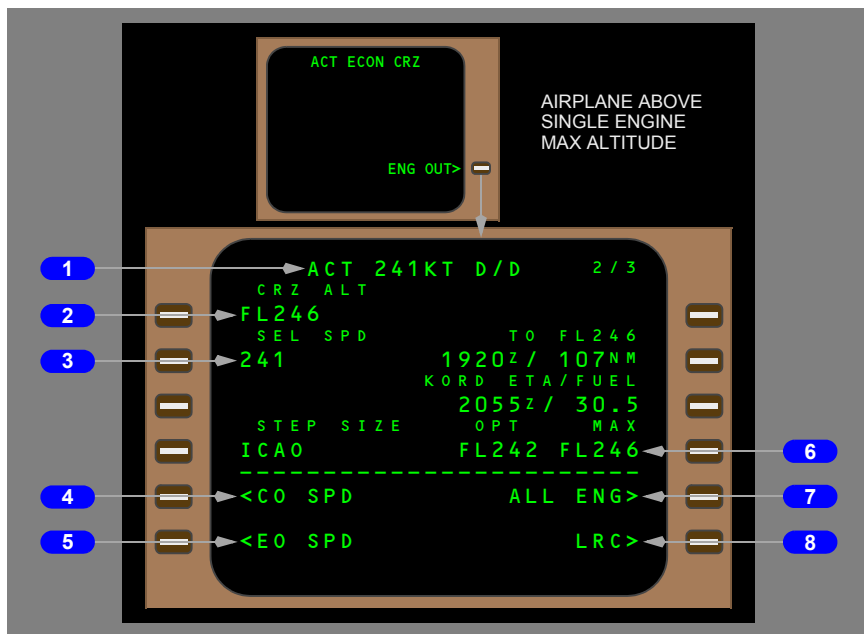 ACT ECON CRZ
ENG OUT>
AIRPLANE ABOVE
SINGLE ENGINE
MAX ALTITUDE
1 ACT 241KT D/D 2/3
CRZ ALT
2 FL246
SEL SPD TO FL246
3 241 1920Z/ 107NM
KORD ETA/FUEL
2055Z/ 30.5
STEP SIZE OPT MAX
ICAO FL242 FL246 6
------------------------
4 <CO SPD ALL ENG> 7
5 <EO SPD LRC> 8